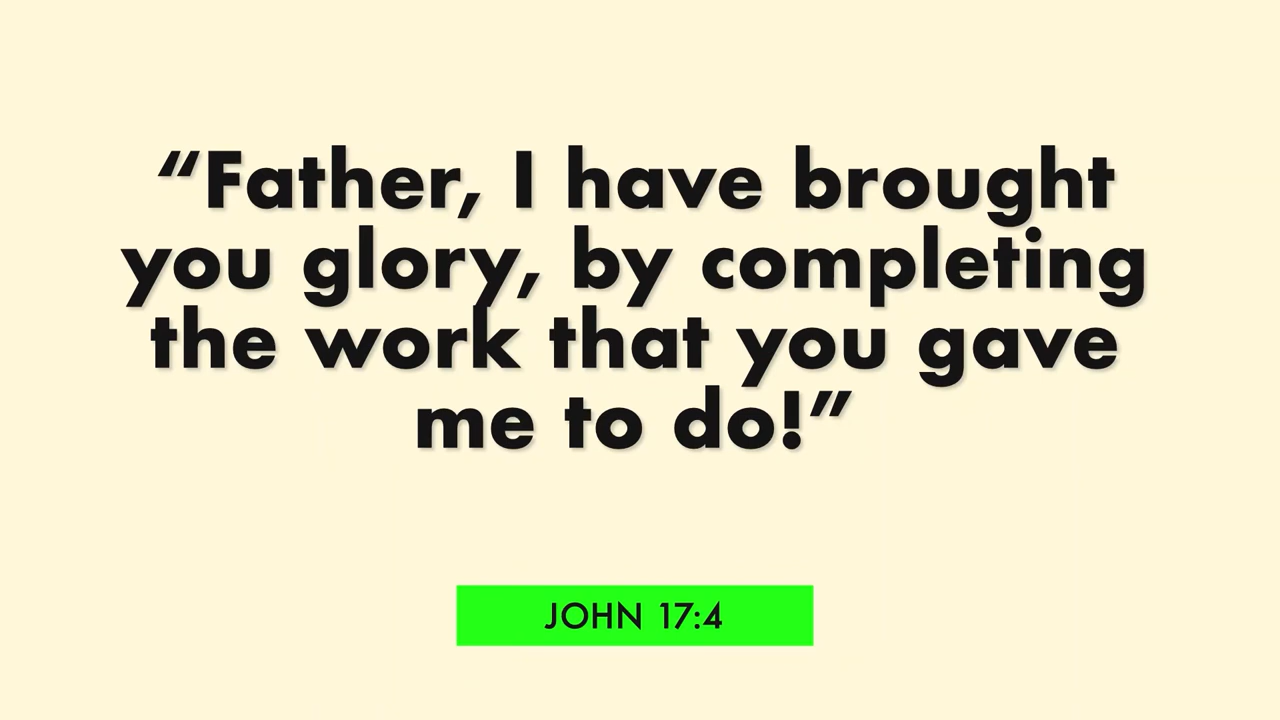 “Father, I have brought
you glory, by completing
the work that you gave
me to do!”
JOHN 17:4